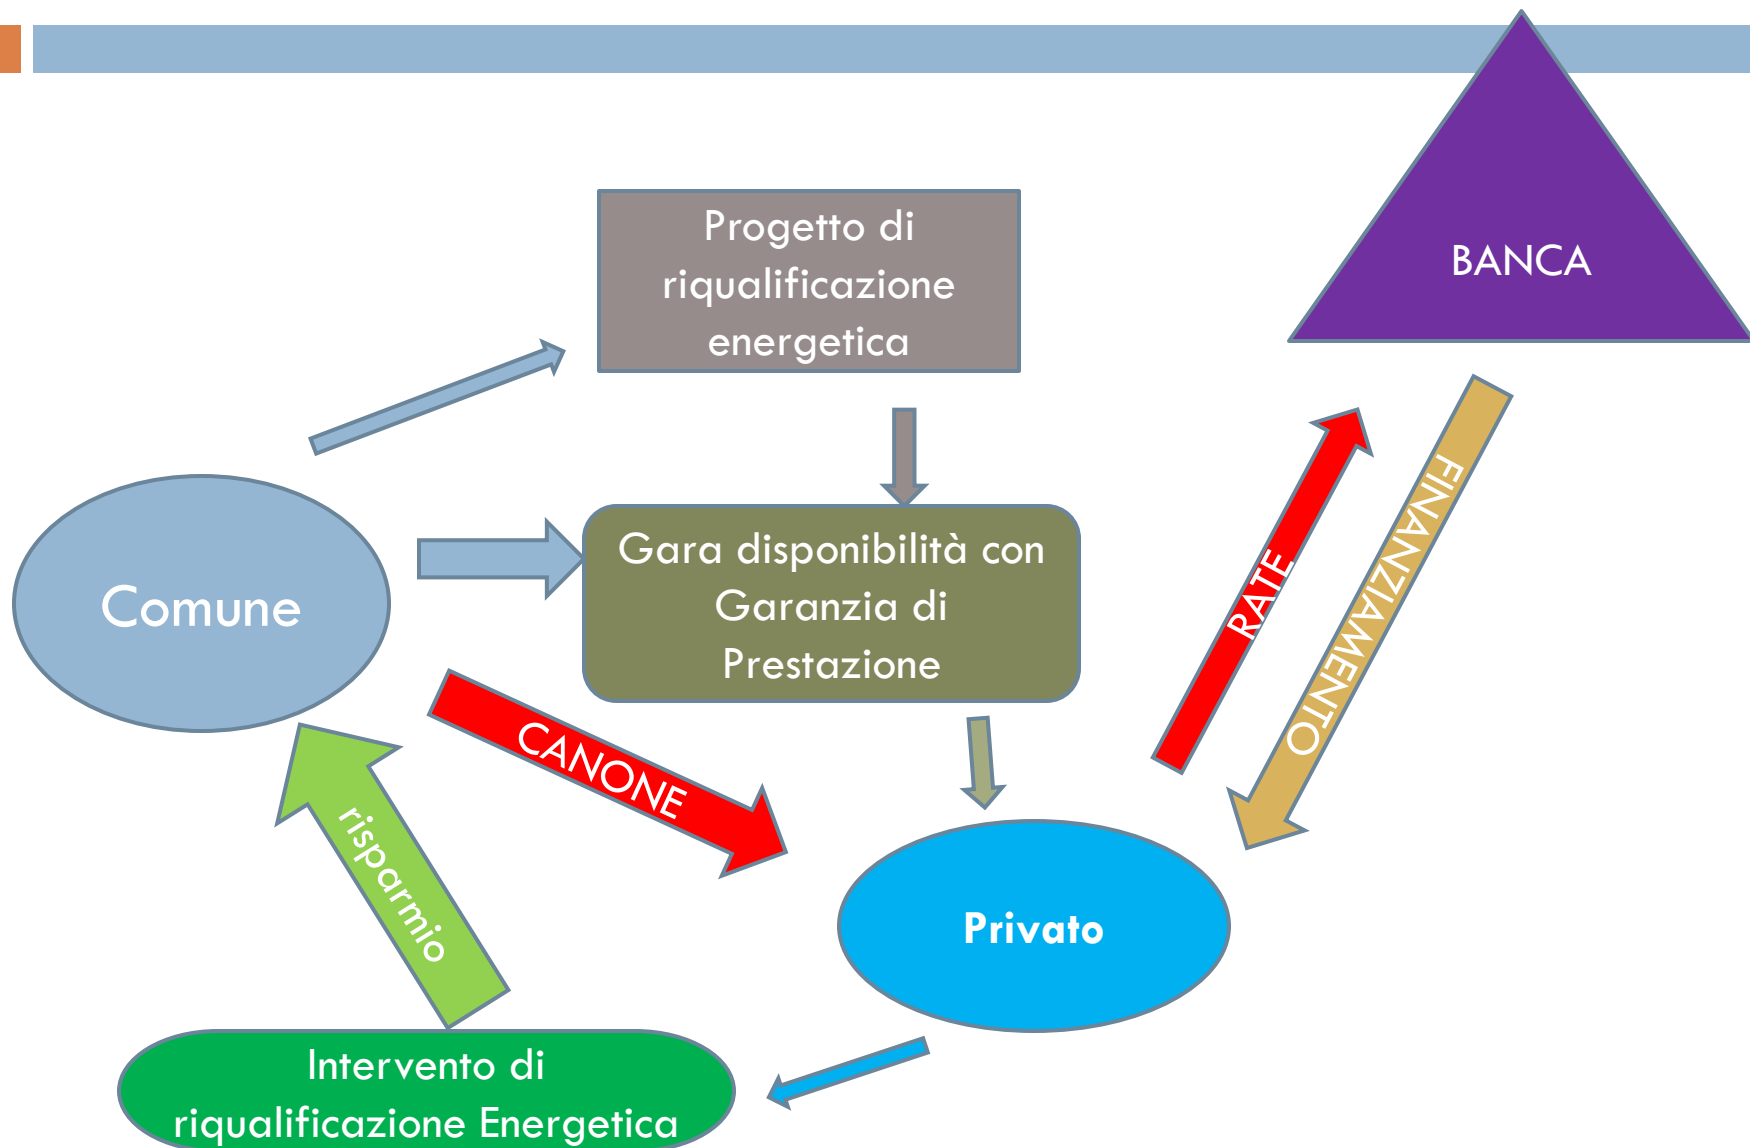 Progetto di
riqualificazione
energetica
BANCA
Comune
Gara disponibilità con
Garanzia di
Prestazione
RATE
FINANZIAMENTO
CANONE
risparmio
Privato
Intervento di
riqualificazione Energetica